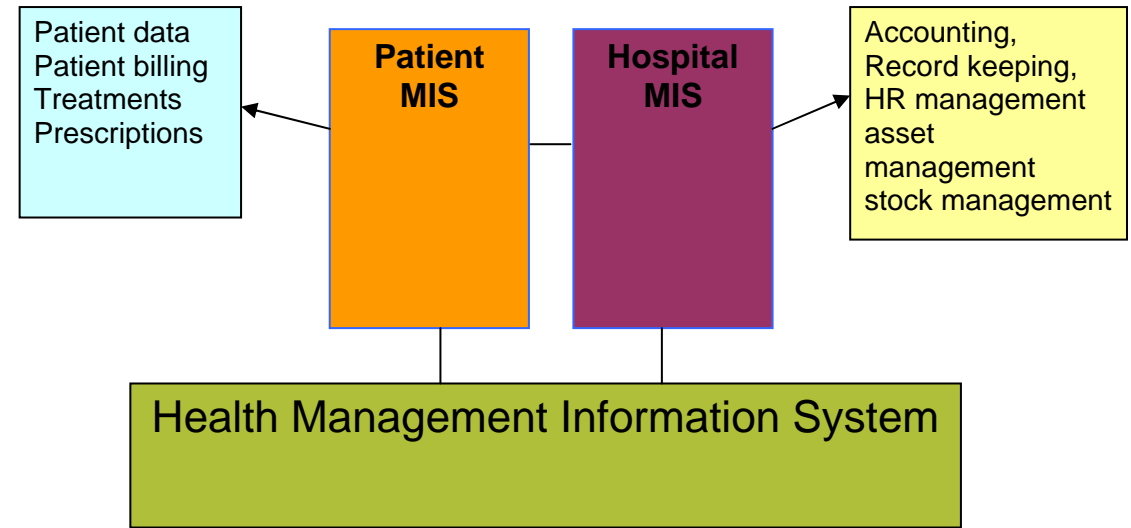 Patient data
Patient billing
Treatments
Prescriptions
Patient
MIS
Hospital
MIS
Accounting,
Record keeping,
HR management
asset
management
stock management
Health Management Information System